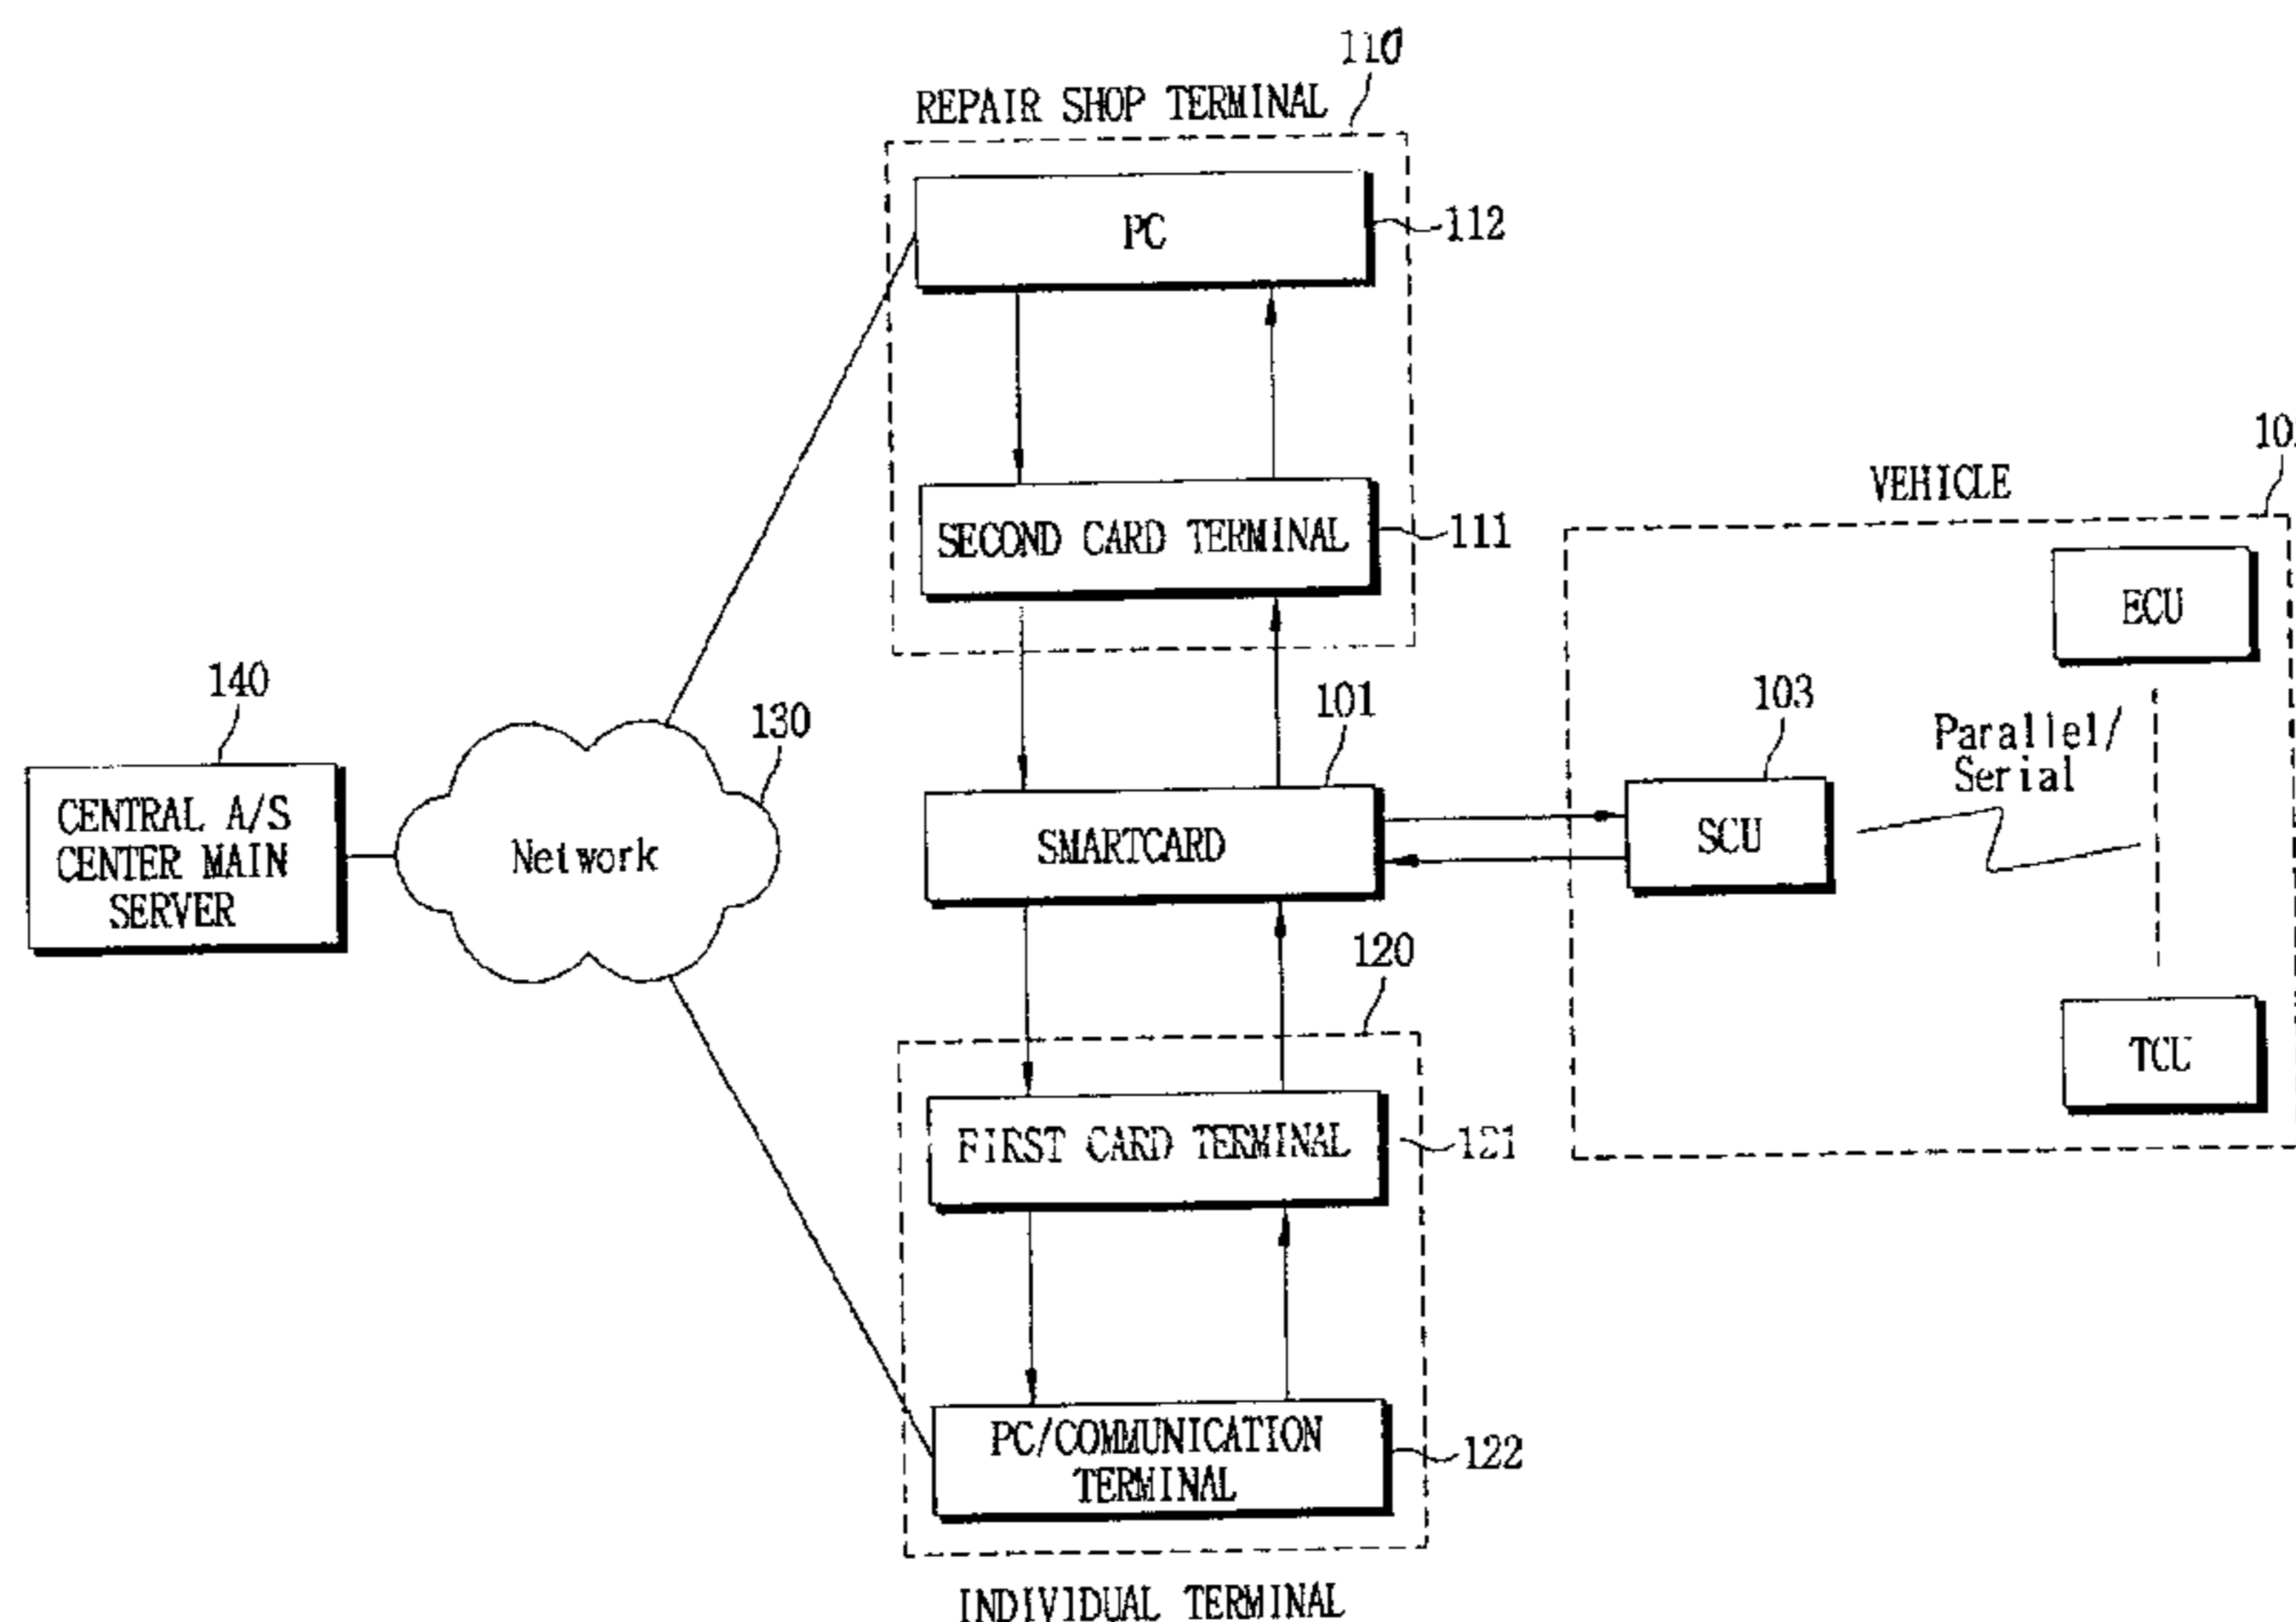 110
REPAIR SHOP TERMINAL
PC
112
SECOND CARD TERMINAL
111
VEHICLE
ECU
140
130
101
103
Parallel/
Serial
CENTRAL A/S
CENTER MAIN
SERVER
Network
SMARTCARD
SCU
120
TCU
FIRST CARD TERMINAL
121
PC/COMMUNICATION
TERMINAL
122
INDIVIDUAL TERMINAL